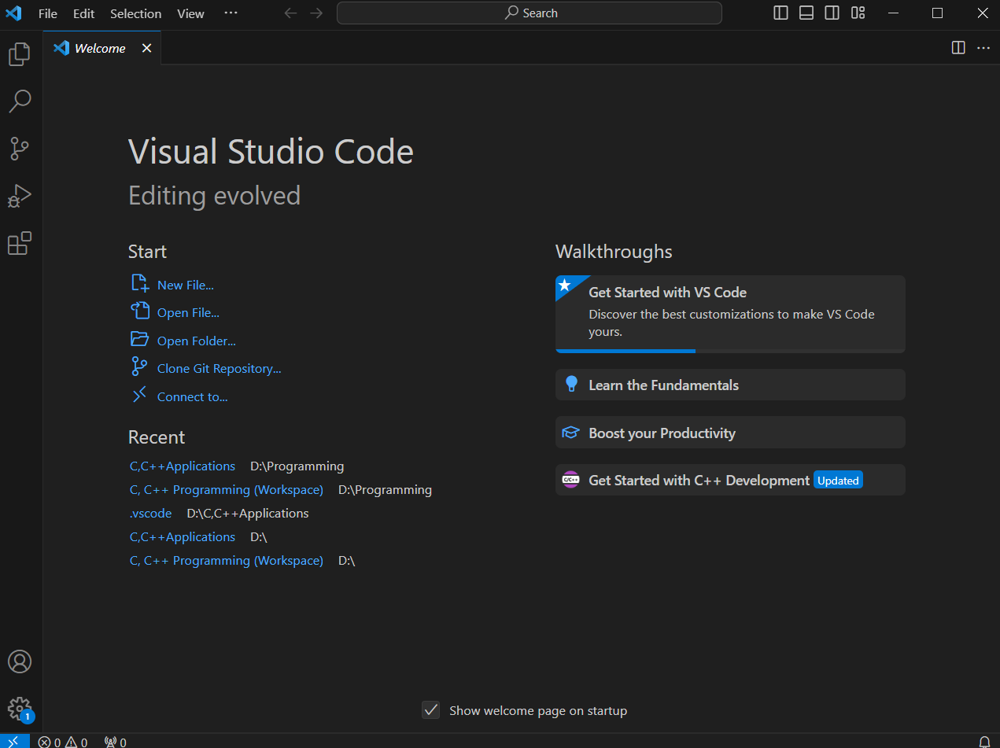 File Edit Selection View ··· Search
Welcome
Visual Studio Code
Editing evolved
Start
New File...
Open File...
Open Folder...
Clone Git Repository...
Connect to...
Recent
C,C++Applications D:\Programming
C, C++ Programming (Workspace) D:\Programming
.vscode D:\C,C++Applications
C,C++Applications D:\
C, C++ Programming (Workspace) D:\
Walkthroughs
Get Started with VS Code
Discover the best customizations to make VS Code
yours.
Learn the Fundamentals
Boost your Productivity
C/C++ Get Started with C++ Development Updated
Show welcome page on startup
1
0 0 0